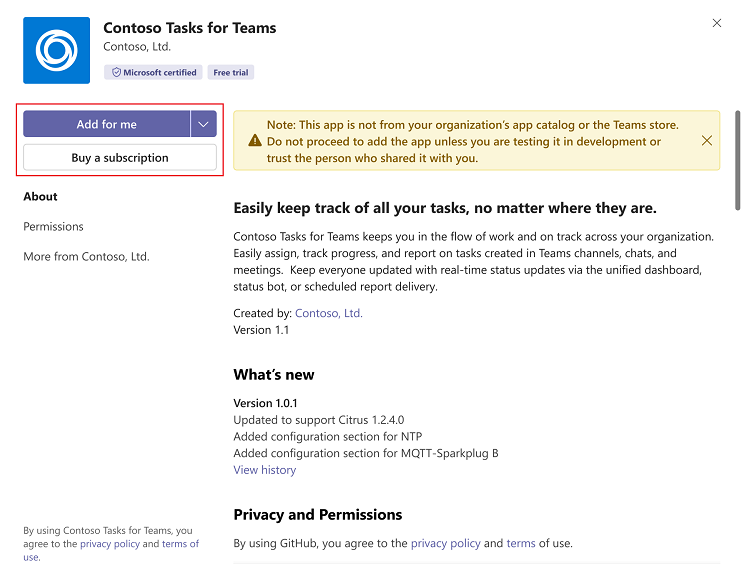 Contoso Tasks for Teams
Contoso, Ltd.
Microsoft certified
Free trial
Add for me
Buy a subscription
About
Permissions
More from Contoso, Ltd.
By using Contoso Tasks for Teams, you
agree to the privacy policy and terms of
use.
Note: This app is not from your organization's app catalog or the Teams store.
Do not proceed to add the app unless you are testing it in development or
trust the person who shared it with you.
Easily keep track of all your tasks, no matter where they are.
Contoso Tasks for Teams keeps you in the flow of work and on track across your organization.
Easily assign, track progress, and report on tasks created in Teams channels, chats, and
meetings.  Keep everyone updated with real-time status updates via the unified dashboard,
status bot, or scheduled report delivery.
Created by: Contoso, Ltd.
Version 1.1
What's new
Version 1.0.1
Updated to support Citrus 1.2.4.0
Added configuration section for NTP
Added configuration section for MQTT-Sparkplug B
View history
Privacy and Permissions
By using GitHub, you agree to the privacy policy and terms of use.